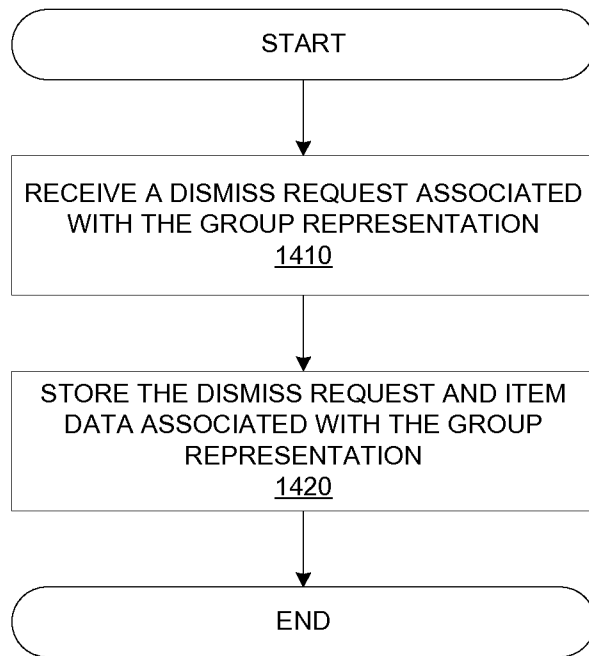 START
RECEIVE A DISMISS REQUEST ASSOCIATED
WITH THE GROUP REPRESENTATION
1410
STORE THE DISMISS REQUEST AND ITEM
DATA ASSOCIATED WITH THE GROUP
REPRESENTATION
1420
END